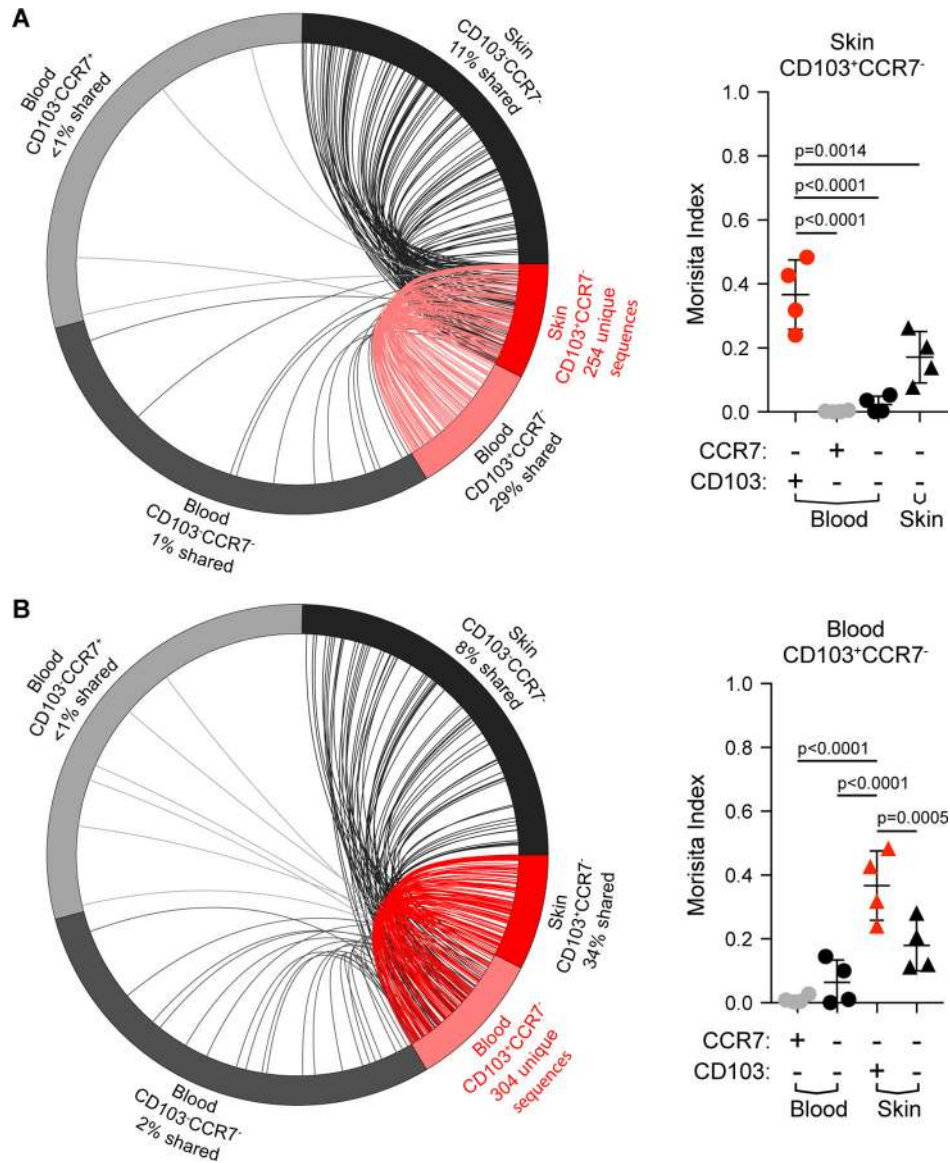 A
Blood
CD103⁻CCR7⁺
<1% shared
Skin
CD103⁻CCR7⁻
11% shared
Skin
CD103⁺CCR7⁻
254 unique
sequences
Blood
CD103⁺CCR7⁻
29% shared
Blood
CD103⁻CCR7⁻
1% shared
Skin
CD103⁺CCR7⁻
Morisita Index
1.0
0.8
0.6
0.4
0.2
0.0
p=0.0014
p<0.0001
p<0.0001
CCR7: - + - -
CD103: + - - -
Blood Skin
B
Blood
CD103⁻CCR7⁺
<1% shared
Skin
CD103⁻CCR7⁻
8% shared
Skin
CD103⁺CCR7⁻
34% shared
Blood
CD103⁺CCR7⁻
304 unique
sequences
Blood
CD103⁻CCR7⁻
2% shared
Blood
CD103⁺CCR7⁻
Morisita Index
1.0
0.8
0.6
0.4
0.2
0.0
p<0.0001
p<0.0001
p=0.0005
CCR7: + - - -
CD103: - - + -
Blood Skin